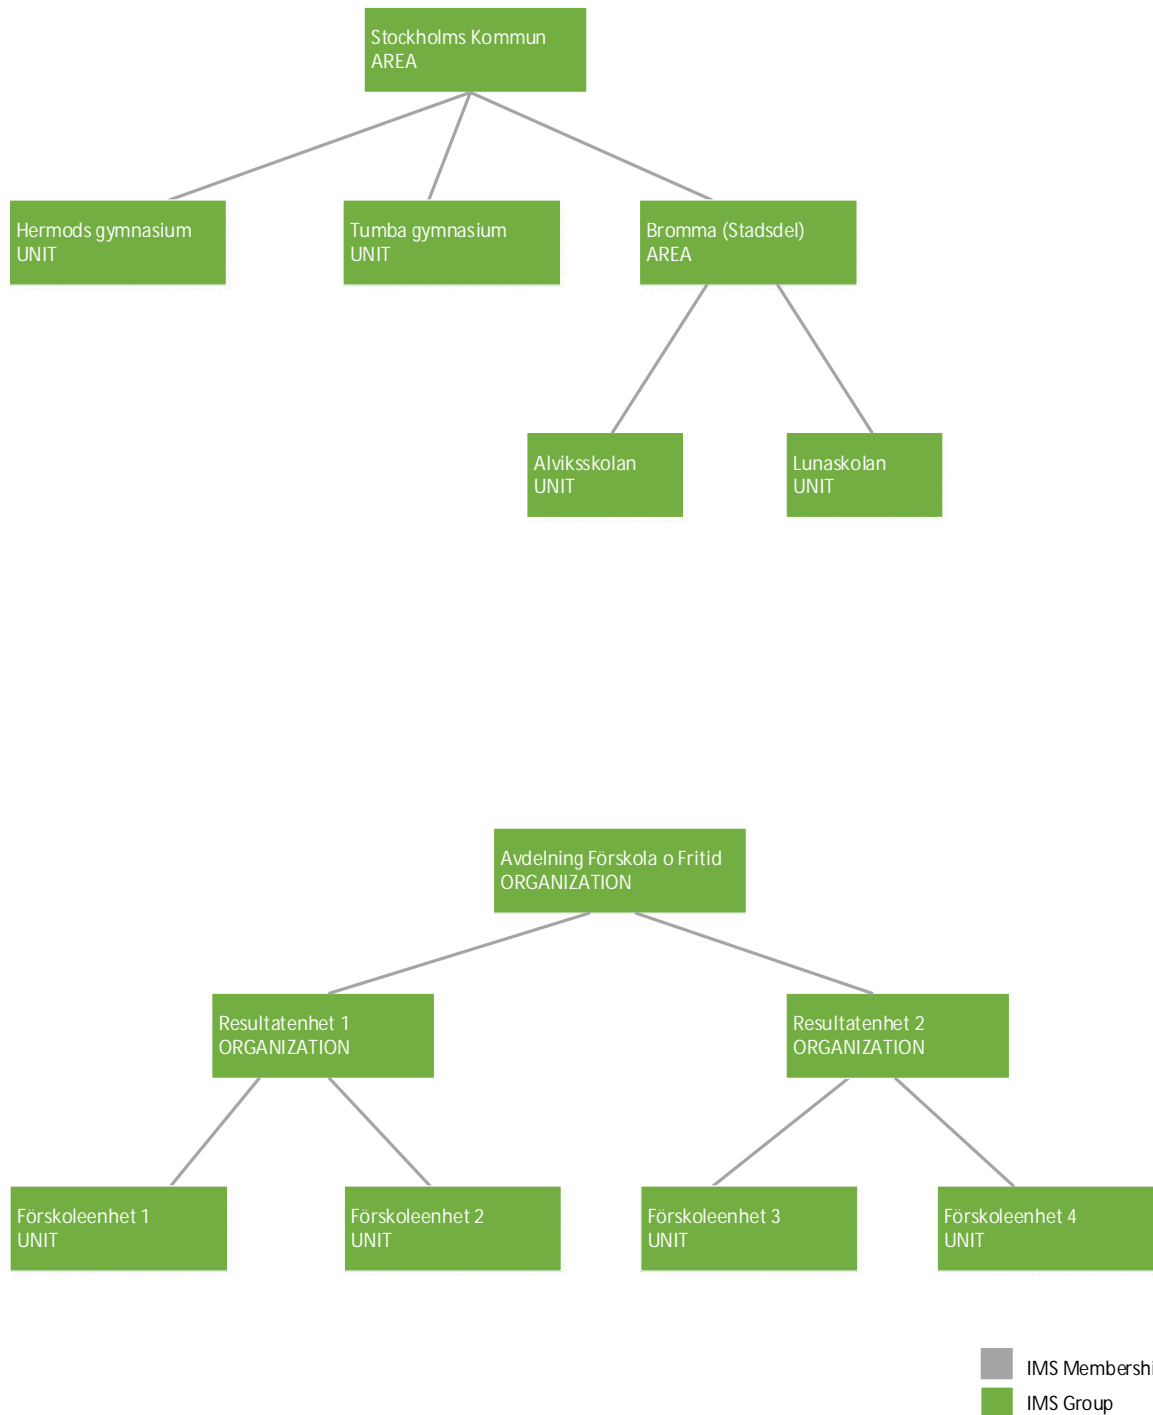 Stockholms Kommun
AREA
Hermods gymnasium
UNIT
Tumba gymnasium
UNIT
Bromma (Stadsdel)
AREA
Alviksskolan
UNIT
Lunaskolan
UNIT
Avdelning Förskola o Fritid
ORGANIZATION
Resultatenhet 1
ORGANIZATION
Resultatenhet 2
ORGANIZATION
Förskoleenhet 1
UNIT
Förskoleenhet 2
UNIT
Förskoleenhet 3
UNIT
Förskoleenhet 4
UNIT
IMS Membershi
IMS Group